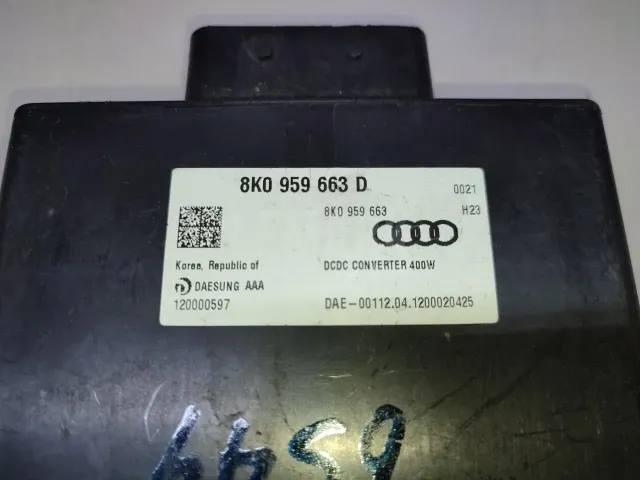 8K0 959 663 D
0021
8K0 959 663
H23
Korea, Republic of
DCDC CONVERTER 400W
DAESUNG AAA
120000597
DAE-00112.04.1200020425